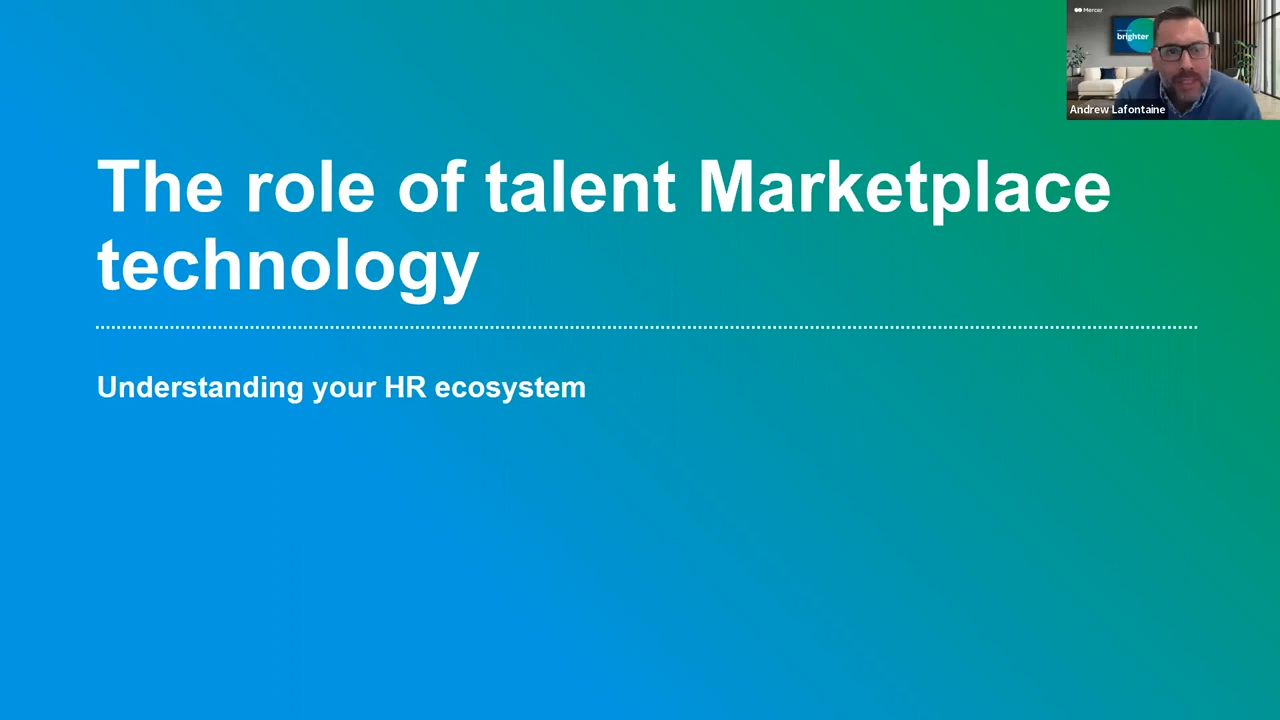 Mercer
brighter
Andrew Lafontaine
The role of talent Marketplace
technology
Understanding your HR ecosystem